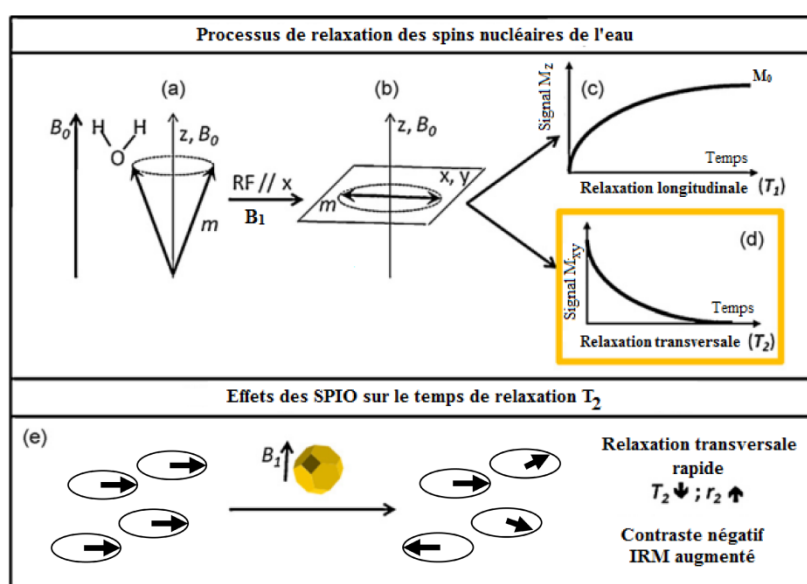 Processus de relaxation des spins nucléaires de l'eau
(a)
B₀
H H
O
z, B₀
m
RF // x
B₁
(b)
z, B₀
x, y
m
(c)
Signal M_z
M₀
Temps
Relaxation longitudinale (T₁)
(d)
Signal M_xy
Temps
Relaxation transversale (T₂)
Effets des SPIO sur le temps de relaxation T₂
(e)
B₁
Relaxation transversale
rapide
T₂ 🡇 ; r₂ 🡅
Contraste négatif
IRM augmenté